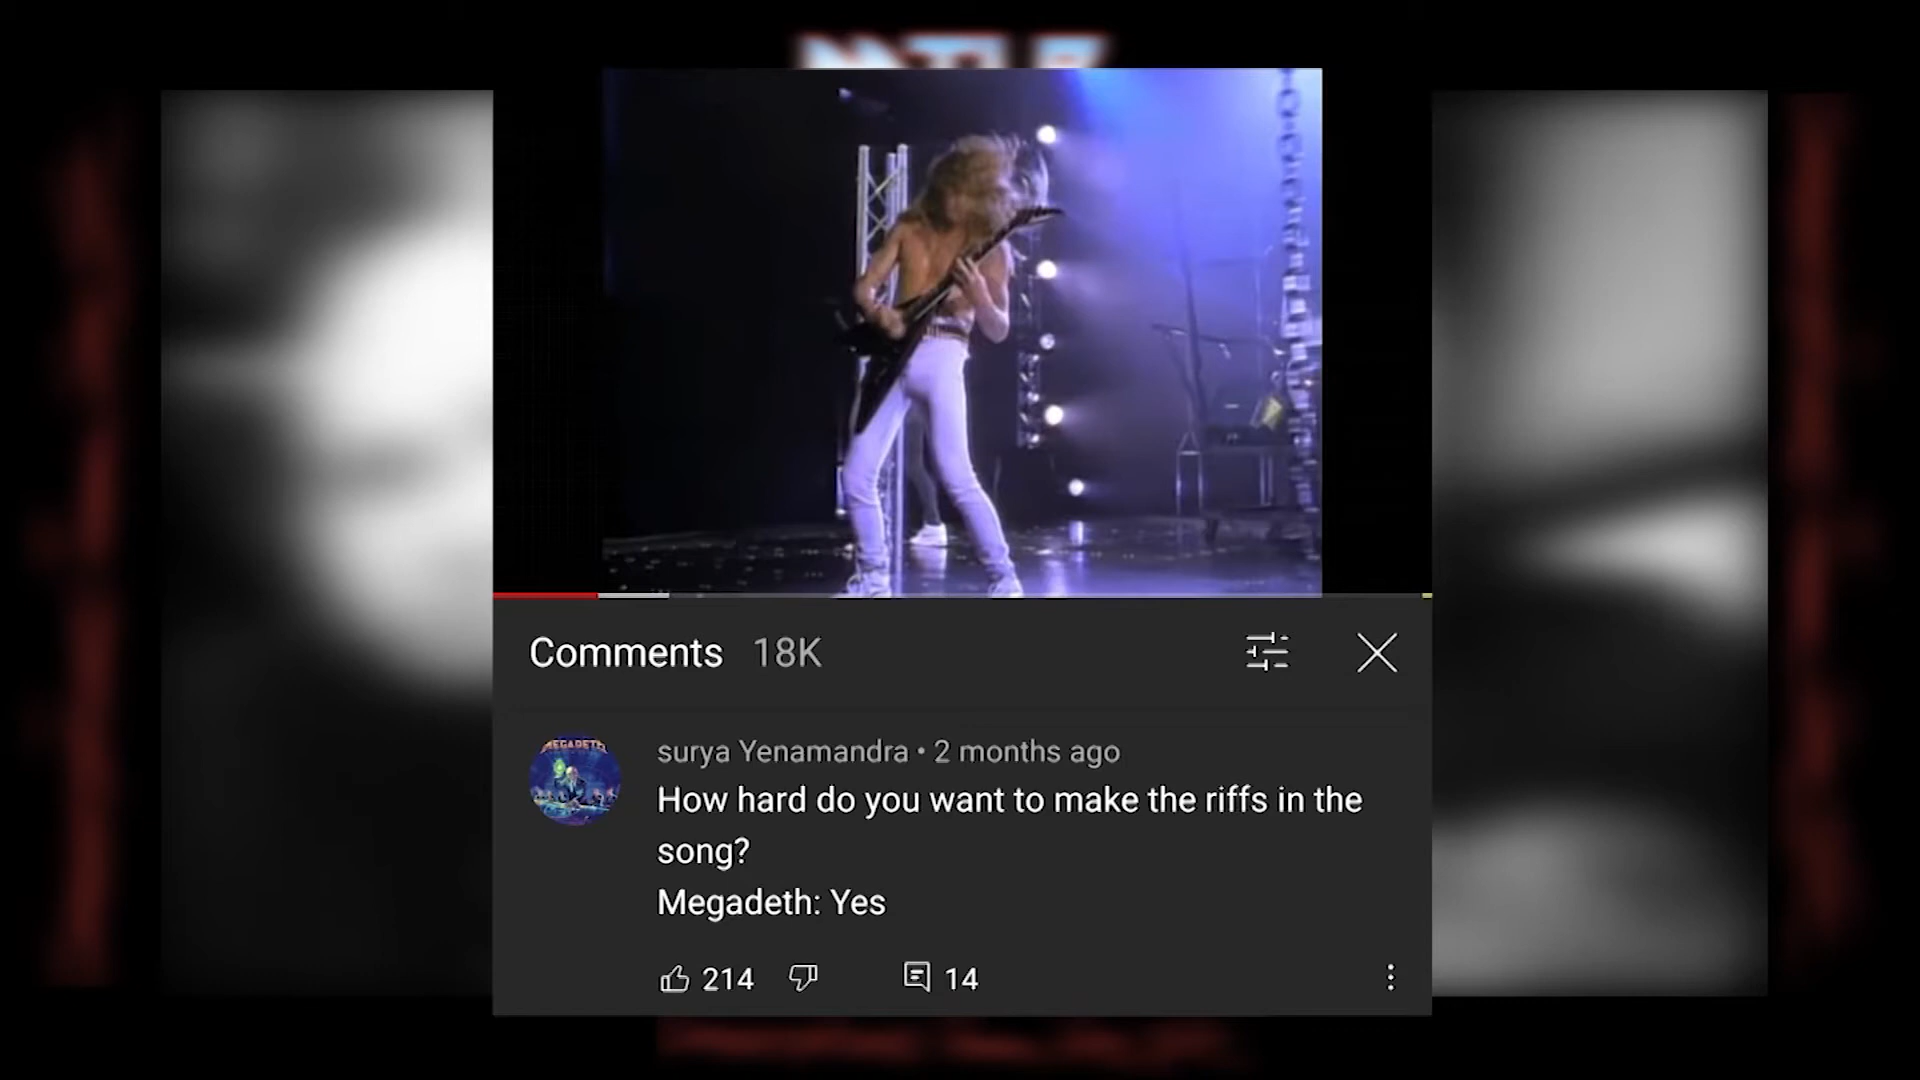 Comments 18K
surya Yenamandra • 2 months ago
How hard do you want to make the riffs in the
song?
Megadeth: Yes
214 14
MEGADETH